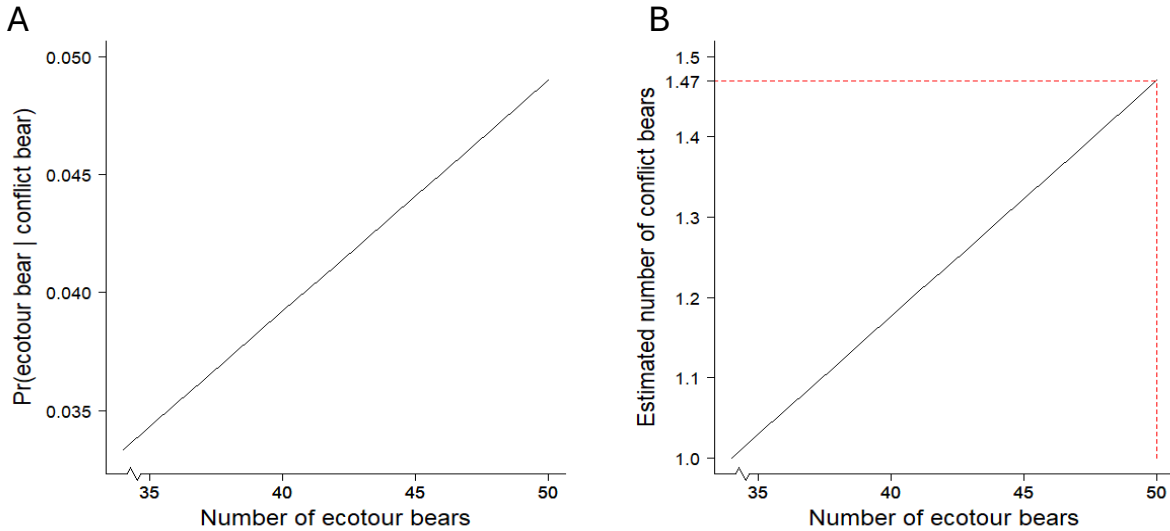 A
Pr(ecotour bear | conflict bear)
0.050
0.045
0.040
0.035
35 40 45 50
Number of ecotour bears
B
Estimated number of conflict bears
1.5
1.47
1.4
1.3
1.2
1.1
1.0
35 40 45 50
Number of ecotour bears